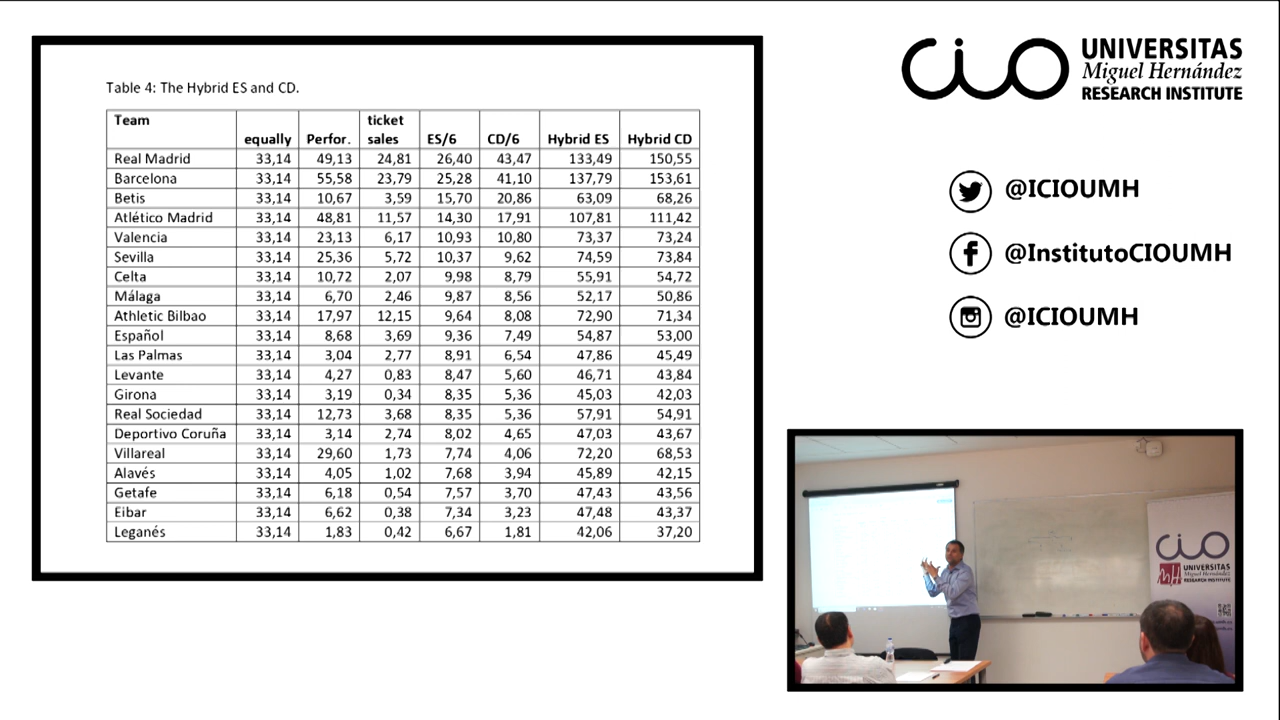 Table 4: The Hybrid ES and CD.
Team equally Perfor. ticket sales ES/6 CD/6 Hybrid ES Hybrid CD
Real Madrid 33,14 49,13 24,81 26,40 43,47 133,49 150,55
Barcelona 33,14 55,58 23,79 25,28 41,10 137,79 153,61
Betis 33,14 10,67 3,59 15,70 20,86 63,09 68,26
Atlético Madrid 33,14 48,81 11,57 14,30 17,91 107,81 111,42
Valencia 33,14 23,13 6,17 10,93 10,80 73,37 73,24
Sevilla 33,14 25,36 5,72 10,37 9,62 74,59 73,84
Celta 33,14 10,72 2,07 9,98 8,79 55,91 54,72
Málaga 33,14 6,70 2,46 9,87 8,56 52,17 50,86
Athletic Bilbao 33,14 17,97 12,15 9,64 8,08 72,90 71,34
Español 33,14 8,68 3,69 9,36 7,49 54,87 53,00
Las Palmas 33,14 3,04 2,77 8,91 6,54 47,86 45,49
Levante 33,14 4,27 0,83 8,47 5,60 46,71 43,84
Girona 33,14 3,19 0,34 8,35 5,36 45,03 42,03
Real Sociedad 33,14 12,73 3,68 8,35 5,36 57,91 54,91
Deportivo Coruña 33,14 3,14 2,74 8,02 4,65 47,03 43,67
Villareal 33,14 29,60 1,73 7,74 4,06 72,20 68,53
Alavés 33,14 4,05 1,02 7,68 3,94 45,89 42,15
Getafe 33,14 6,18 0,54 7,57 3,70 47,43 43,56
Eibar 33,14 6,62 0,38 7,34 3,23 47,48 43,37
Leganés 33,14 1,83 0,42 6,67 1,81 42,06 37,20
cio
UNIVERSITAS
Miguel Hernández
RESEARCH INSTITUTE
@ICIOUMH
@InstitutoCIOUMH
@ICIOUMH
cio
UNIVERSITAS
Miguel Hernández
RESEARCH INSTITUTE